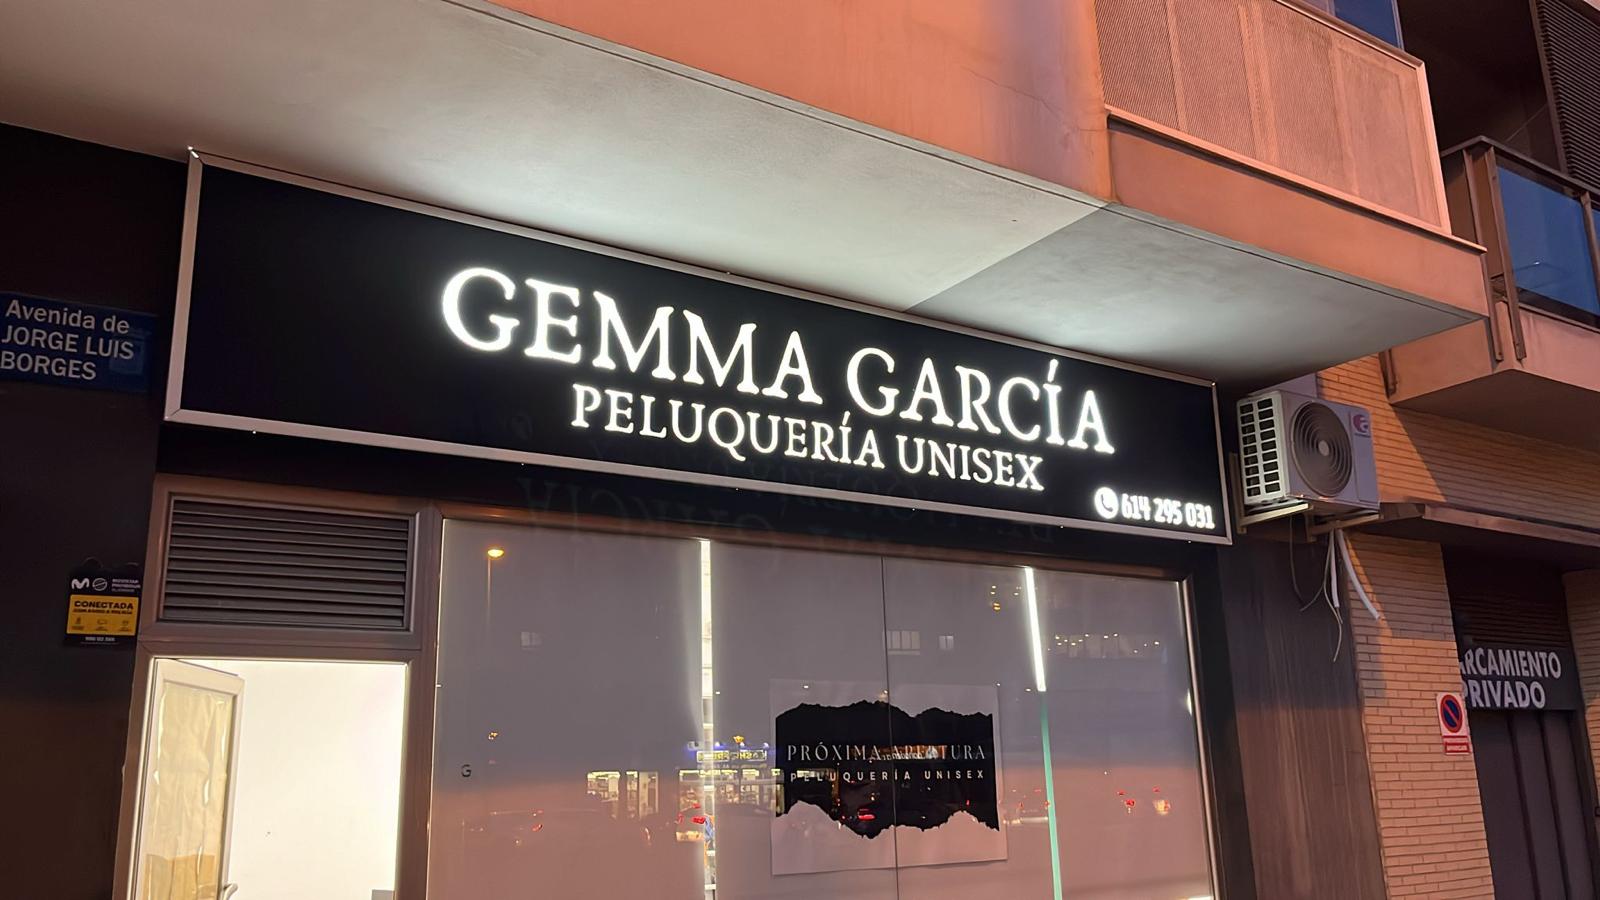 Avenida de
JORGE LUIS
BORGES
GEMMA GARCÍA
PELUQUERÍA UNISEX
614 295 031
CONECTADA
ARCAMIENTO
PRIVADO
PRÓXIMA APERTURA
PELUQUERÍA UNISEX
G